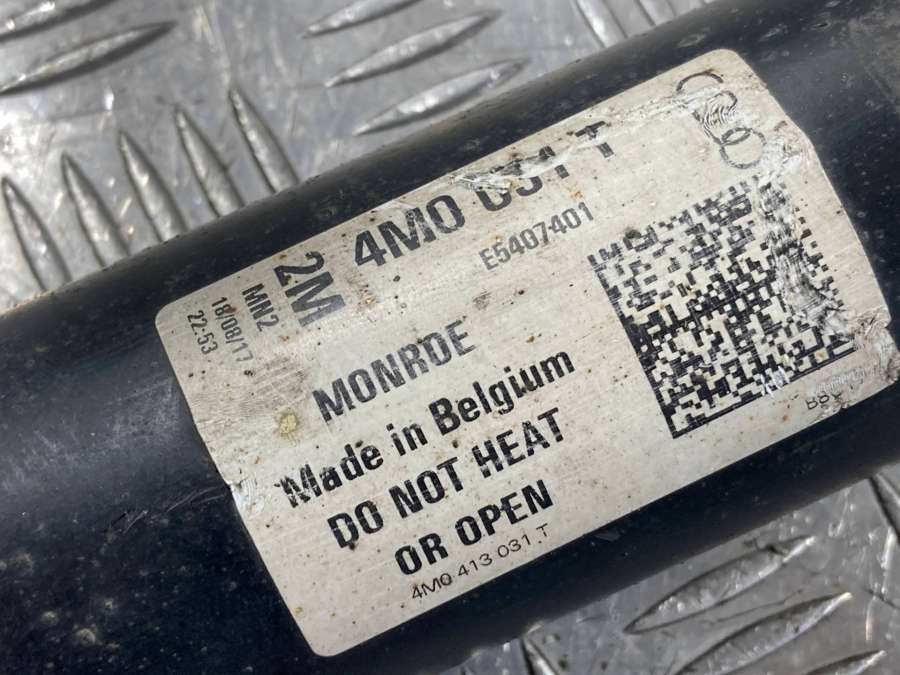 2M 4M0 031 T
E5407401
MN2
18/08/17
22:53
MONROE
Made in Belgium
DO NOT HEAT
OR OPEN
4M0 413 031 T